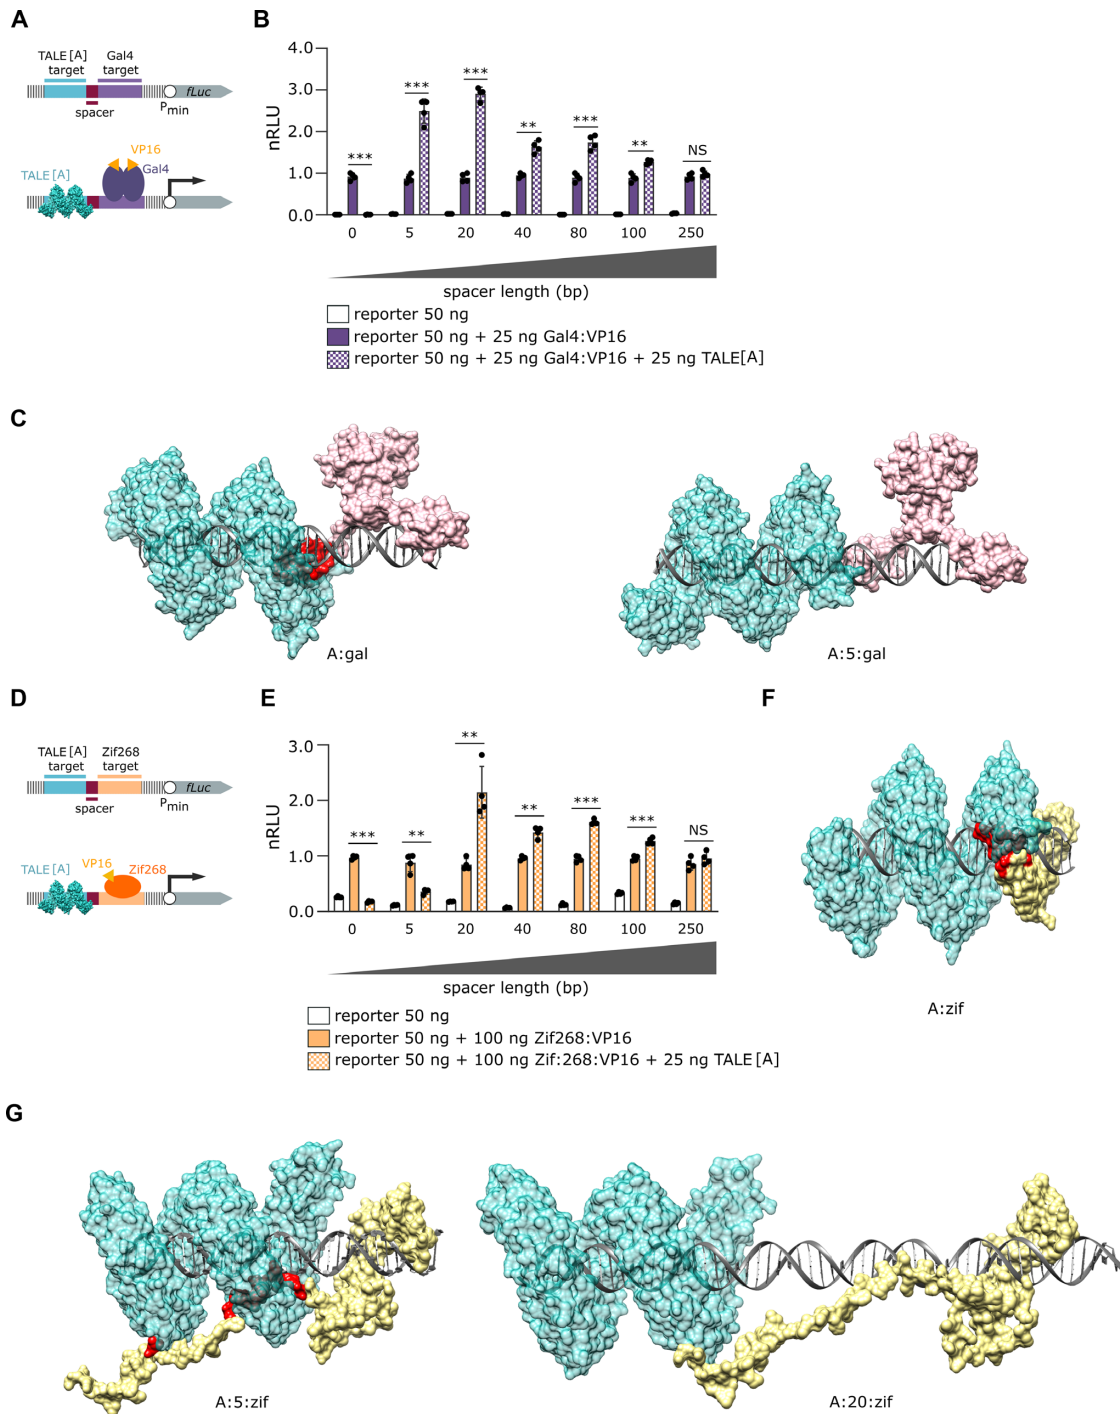 A
TALE[A]
target
Gal4
target
spacer
Pmin
fLuc
VP16
TALE[A]
Gal4
B
nRLU
4.0
3.0
2.0
1.0
0.0
***
***
***
**
***
**
NS
0 5 20 40 80 100 250
spacer length (bp)
reporter 50 ng
reporter 50 ng + 25 ng Gal4:VP16
reporter 50 ng + 25 ng Gal4:VP16 + 25 ng TALE[A]
C
A:gal
A:5:gal
D
TALE[A]
target
Zif268
target
spacer
Pmin
fLuc
TALE[A]
VP16
Zif268
E
nRLU
3.0
2.0
1.0
0.0
***
**
**
**
***
***
NS
0 5 20 40 80 100 250
spacer length (bp)
reporter 50 ng
reporter 50 ng + 100 ng Zif268:VP16
reporter 50 ng + 100 ng Zif:268:VP16 + 25 ng TALE[A]
F
A:zif
G
A:5:zif
A:20:zif